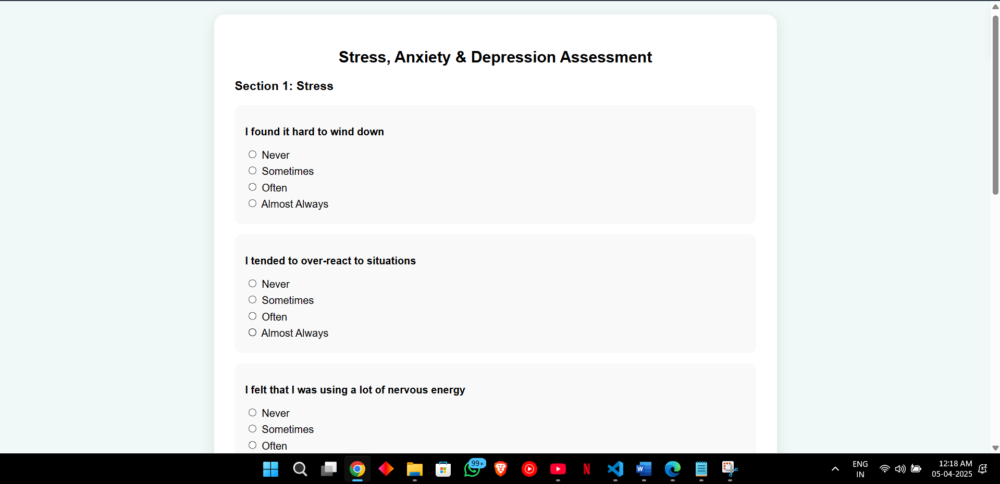 Stress, Anxiety & Depression Assessment
Section 1: Stress
I found it hard to wind down
Never
Sometimes
Often
Almost Always
I tended to over-react to situations
Never
Sometimes
Often
Almost Always
I felt that I was using a lot of nervous energy
Never
Sometimes
Often
99+
N
W
ENG
IN
12:18 AM
05-04-2025